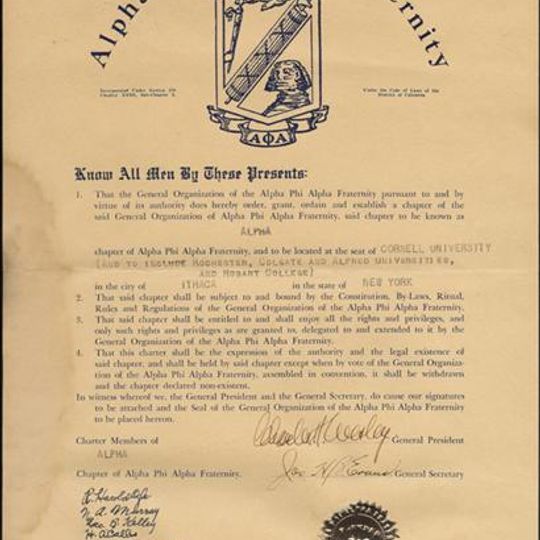 Alpha
ernity
Incorporated Under Section 599
Chapter XVIII, Sub-Chapter 3.
Under the Code of Laws of the
District of Columbia
ΑΦΑ
Know All Men By These Presents:
1. That the General Organization of the Alpha Phi Alpha Fraternity pursuant to and by
virtue of its authority does hereby order, grant, ordain and establish a chapter of the
said General Organization of Alpha Phi Alpha Fraternity, said chapter to be known as
ALPHA
chapter of Alpha Phi Alpha Fraternity, and to be located at the seat of CORNELL UNIVERSITY
(AND TO INCLUDE ROCHESTER, COLGATE AND ALFRED UNIVERSITIES,
AND HOBART COLLEGE)
in the city of ITHACA in the state of NEW YORK
2. That said chapter shall be subject to and bound by the Constitution, By-Laws, Ritual,
Rules and Regulations of the General Organization of the Alpha Phi Alpha Fraternity.
3. That said chapter shall be entitled to and shall enjoy all the rights and privileges, and
only such rights and privileges as are granted to, delegated to and extended to it by the
General Organization of the Alpha Phi Alpha Fraternity.
4. That this charter shall be the expression of the authority and the legal existence of
said chapter, and shall be held by said chapter except when by vote of the General Organiza-
tion of the Alpha Phi Alpha Fraternity, assembled in convention, it shall be withdrawn
and the chapter declared non-existent.
In witness whereof we, the General President and the General Secretary, do cause our signatures
to be attached and the Seal of the General Organization of the Alpha Phi Alpha Fraternity
to be placed hereon.
Charter Members of
Wesley General President
ALPHA
Chapter of Alpha Phi Alpha Fraternity.
Jos. H. B. Evans General Secretary
R Harold
N. A. Murray
Geo. B. Kelley
H. A. Callis